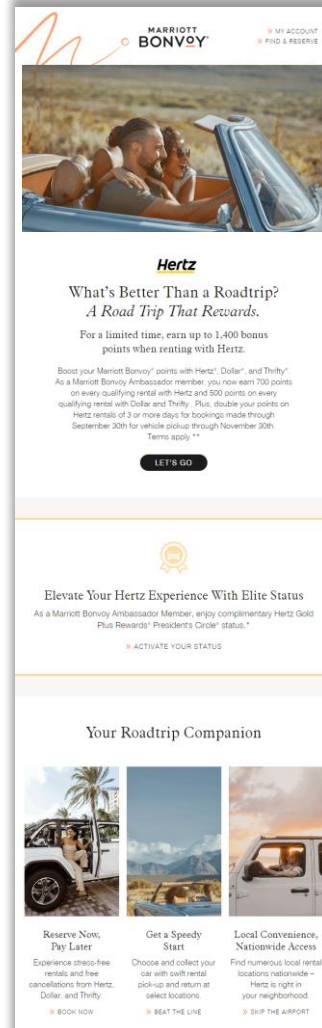 MARRIOTT
BONVOY®
» MY ACCOUNT
» FIND & RESERVE
Hertz
What's Better Than a Roadtrip?
A Road Trip That Rewards.
For a limited time, earn up to 1,400 bonus
points when renting with Hertz.
Boost your Marriott Bonvoy® points with Hertz®, Dollar®, and Thrifty®.
As a Marriott Bonvoy Ambassador member, you now earn 700 points
on every qualifying rental with Hertz and 500 points on every
qualifying rental with Dollar and Thrifty. Plus, double your points on
Hertz rentals of 3 or more days for bookings made through
September 30th for vehicle pickup through November 30th.
Terms apply.**
LET'S GO
Elevate Your Hertz Experience With Elite Status
As a Marriott Bonvoy Ambassador Member, enjoy complimentary Hertz Gold
Plus Rewards® President's Circle® status.*
» ACTIVATE YOUR STATUS
Your Roadtrip Companion
Reserve Now,
Pay Later
Experience stress-free
rentals and free
cancellations from Hertz,
Dollar, and Thrifty.
» BOOK NOW
Get a Speedy
Start
Choose and collect your
car with swift rental
pick-up and return at
select locations.
» BEAT THE LINE
Local Convenience,
Nationwide Access
Find numerous local rental
locations nationwide –
Hertz is right in
your neighborhood.
» SKIP THE AIRPORT